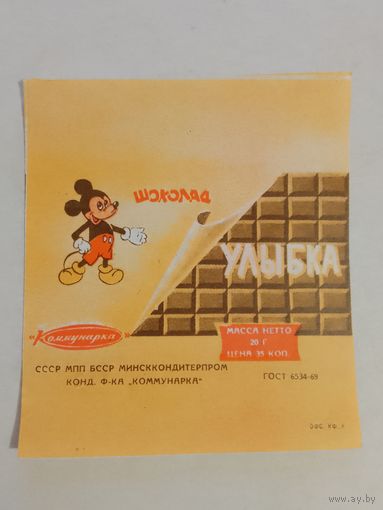 ШОКОЛАД
УЛЫБКА
«Коммунарка»
МАССА НЕТТО
20 Г
ЦЕНА 35 КОП.
СССР МПП БССР МИНСККОНДИТЕРПРОМ
КОНД. Ф-КА „КОММУНАРКА"
ГОСТ 6534-69
www.ay.by